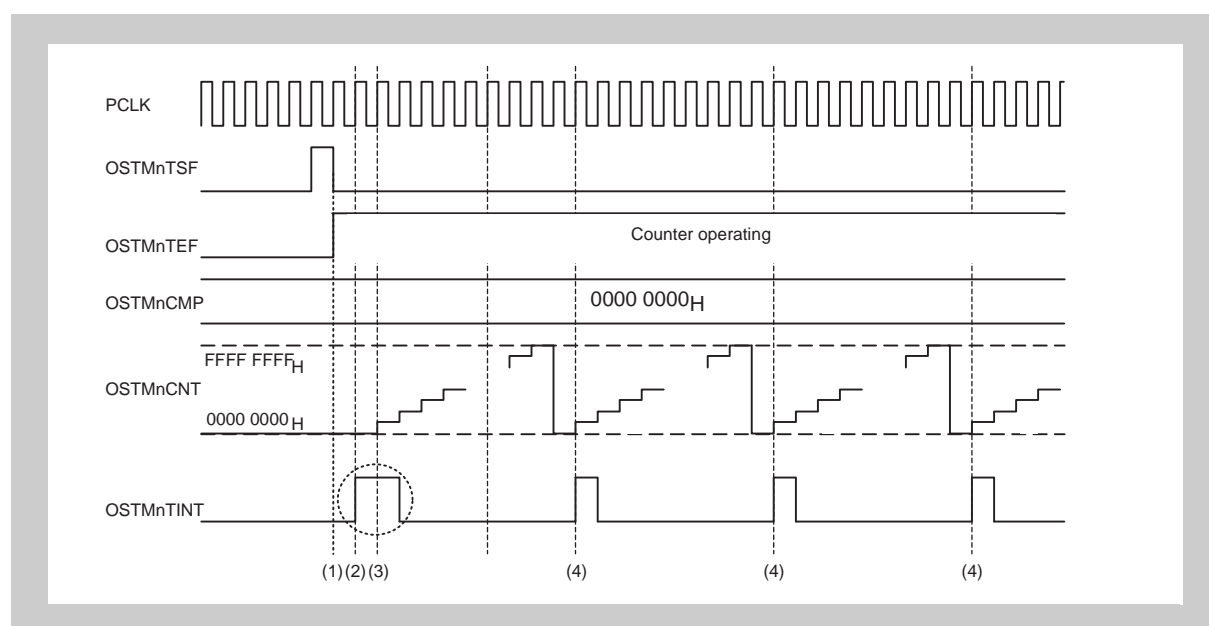 PCLK
OSTMnTSF
OSTMnTEF
Counter operating
OSTMnCMP
0000 0000H
FFFF FFFFH
OSTMnCNT
0000 0000H
OSTMnTINT
(1) (2) (3) (4) (4) (4)